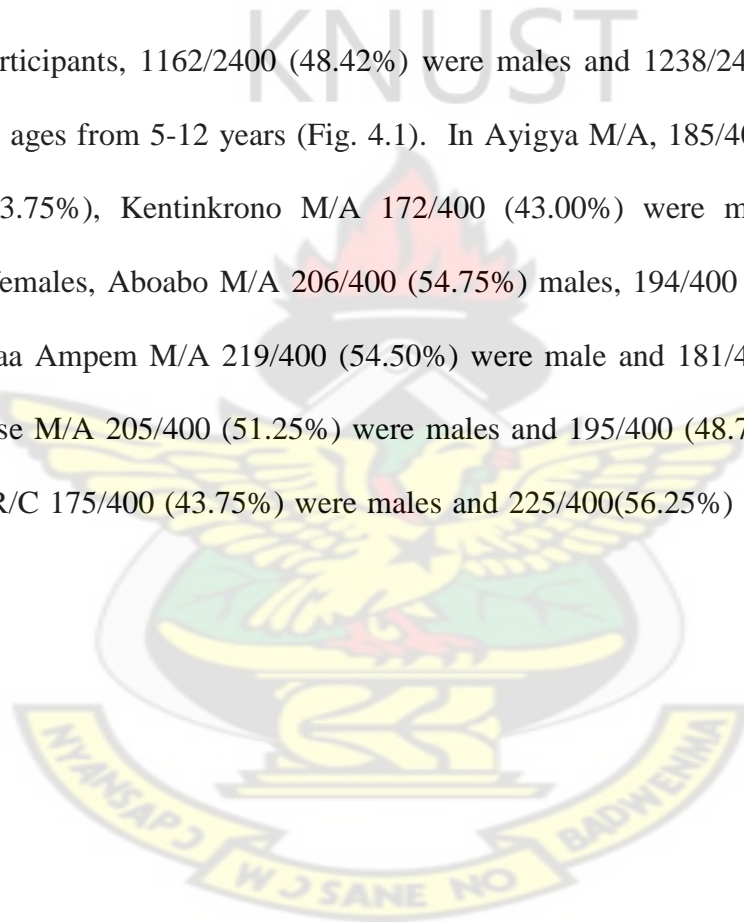 KNUST
rticipants, 1162/2400 (48.42%) were males and 1238/24
ages from 5-12 years (Fig. 4.1). In Ayigya M/A, 185/40
3.75%), Kentinkrono M/A 172/400 (43.00%) were m
females, Aboabo M/A 206/400 (54.75%) males, 194/400
aa Ampem M/A 219/400 (54.50%) were male and 181/4
se M/A 205/400 (51.25%) were males and 195/400 (48.7
R/C 175/400 (43.75%) were males and 225/400(56.25%)
NYANSAPƆ WƆ SANE NO BADWENMA